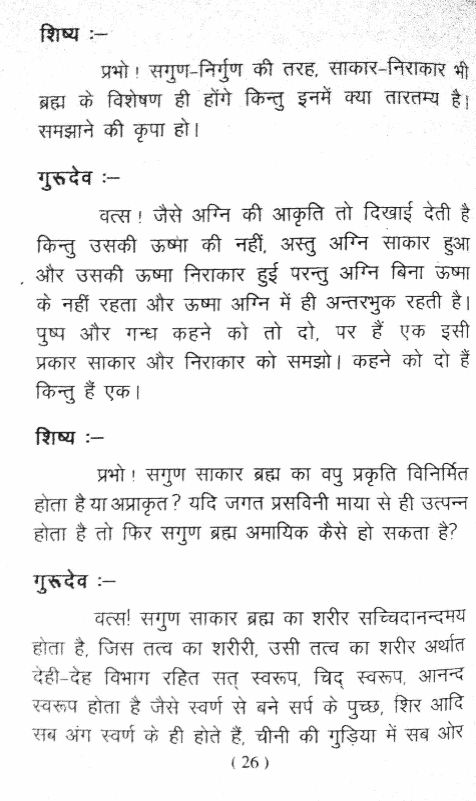 शिष्य :–
प्रभो ! सगुण-निर्गुण की तरह, साकार-निराकार भी
ब्रह्म के विशेषण ही होंगे किन्तु इनमें क्या तारतम्य है।
समझाने की कृपा हो।
गुरूदेव :–
वत्स ! जैसे अग्नि की आकृति तो दिखाई देती है
किन्तु उसकी ऊष्मा की नहीं, अस्तु अग्नि साकार हुआ
और उसकी ऊष्मा निराकार हुई परन्तु अग्नि बिना ऊष्मा
के नहीं रहता और ऊष्मा अग्नि में ही अन्तरभुक रहती है।
पुष्प और गन्ध कहने को तो दो, पर हैं एक इसी
प्रकार साकार और निराकार को समझो। कहने को दो हैं
किन्तु हैं एक।
शिष्य :–
प्रभो ! सगुण साकार ब्रह्म का वपु प्रकृति विनिर्मित
होता है या अप्राकृत ? यदि जगत प्रसविनी माया से ही उत्पन्न
होता है तो फिर सगुण ब्रह्म अमायिक कैसे हो सकता है?
गुरूदेव :–
वत्स! सगुण साकार ब्रह्म का शरीर सच्चिदानन्दमय
होता है, जिस तत्व का शरीरी, उसी तत्व का शरीर अर्थात
देही-देह विभाग रहित सत् स्वरूप, चिद् स्वरूप, आनन्द
स्वरूप होता है जैसे स्वर्ण से बने सर्प के पुच्छ, शिर आदि
सब अंग स्वर्ण के ही होते हैं, चीनी की गुड़िया में सब ओर
( 26 )